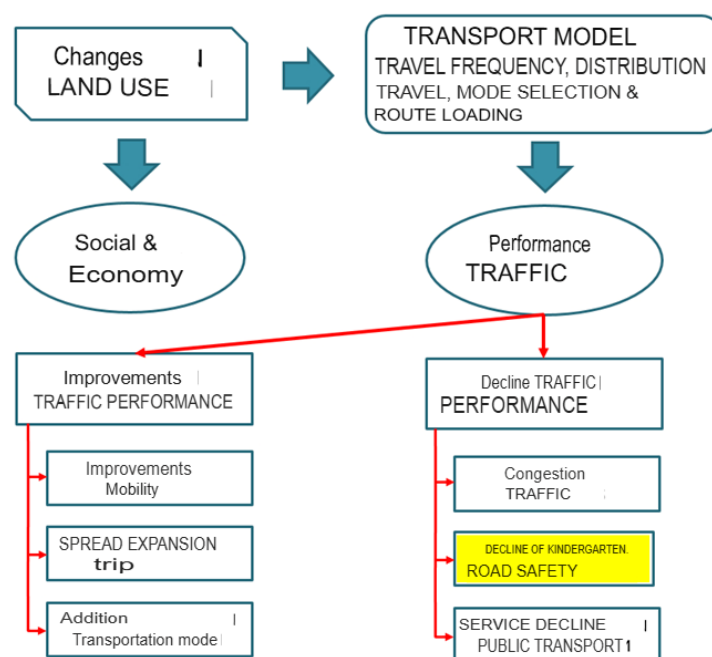 Changes
LAND USE
TRANSPORT MODEL
TRAVEL FREQUENCY, DISTRIBUTION
TRAVEL, MODE SELECTION &
ROUTE LOADING
Social &
Economy
Performance
TRAFFIC
Improvements
TRAFFIC PERFORMANCE
Improvements
Mobility
SPREAD EXPANSION
trip
Addition
Transportation mode
Decline TRAFFIC
PERFORMANCE
Congestion
TRAFFIC
DECLINE OF KINDERGARTEN.
ROAD SAFETY
SERVICE DECLINE
PUBLIC TRANSPORT1